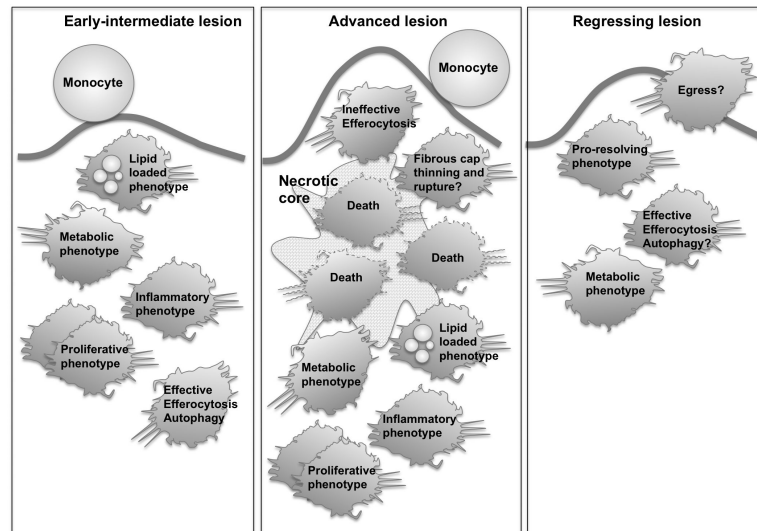 Early-intermediate lesion
Monocyte
Lipid
loaded
phenotype
Metabolic
phenotype
Inflammatory
phenotype
Proliferative
phenotype
Effective
Efferocytosis
Autophagy
Advanced lesion
Monocyte
Ineffective
Efferocytosis
Fibrous cap
thinning and
rupture?
Necrotic
core
Death
Death
Death
Lipid
loaded
phenotype
Metabolic
phenotype
Inflammatory
phenotype
Proliferative
phenotype
Regressing lesion
Egress?
Pro-resolving
phenotype
Effective
Efferocytosis
Autophagy?
Metabolic
phenotype